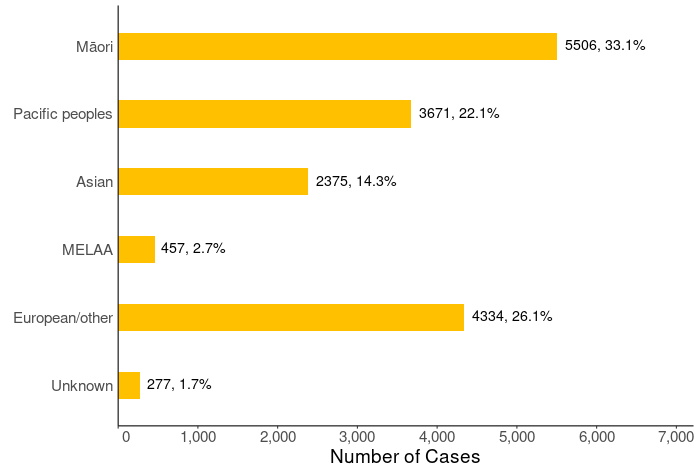 Māori 5506, 33.1%
Pacific peoples 3671, 22.1%
Asian 2375, 14.3%
MELAA 457, 2.7%
European/other 4334, 26.1%
Unknown 277, 1.7%
0 1,000 2,000 3,000 4,000 5,000 6,000 7,000
Number of Cases